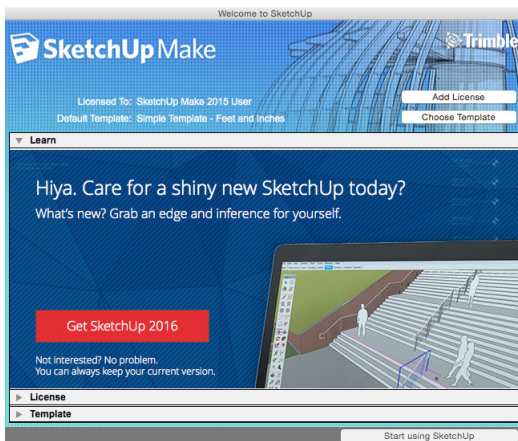 Welcome to SketchUp
SketchUp Make
Trimble
Licensed To: SketchUp Make 2015 User
Add License
Default Template: Simple Template - Feet and Inches
Choose Template
Learn
Hiya. Care for a shiny new SketchUp today?
What's new? Grab an edge and inference for yourself.
Get SketchUp 2016
Not interested? No problem.
You can always keep your current version.
License
Template
Start using SketchUp